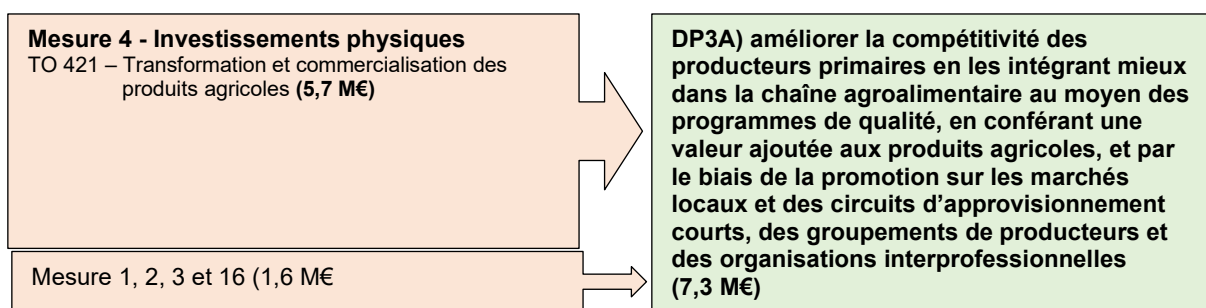 Mesure 4 - Investissements physiques
TO 421 – Transformation et commercialisation des
produits agricoles (5,7 M€)
Mesure 1, 2, 3 et 16 (1,6 M€
DP3A) améliorer la compétitivité des
producteurs primaires en les intégrant mieux
dans la chaîne agroalimentaire au moyen des
programmes de qualité, en conférant une
valeur ajoutée aux produits agricoles, et par
le biais de la promotion sur les marchés
locaux et des circuits d’approvisionnement
courts, des groupements de producteurs et
des organisations interprofessionnelles
(7,3 M€)